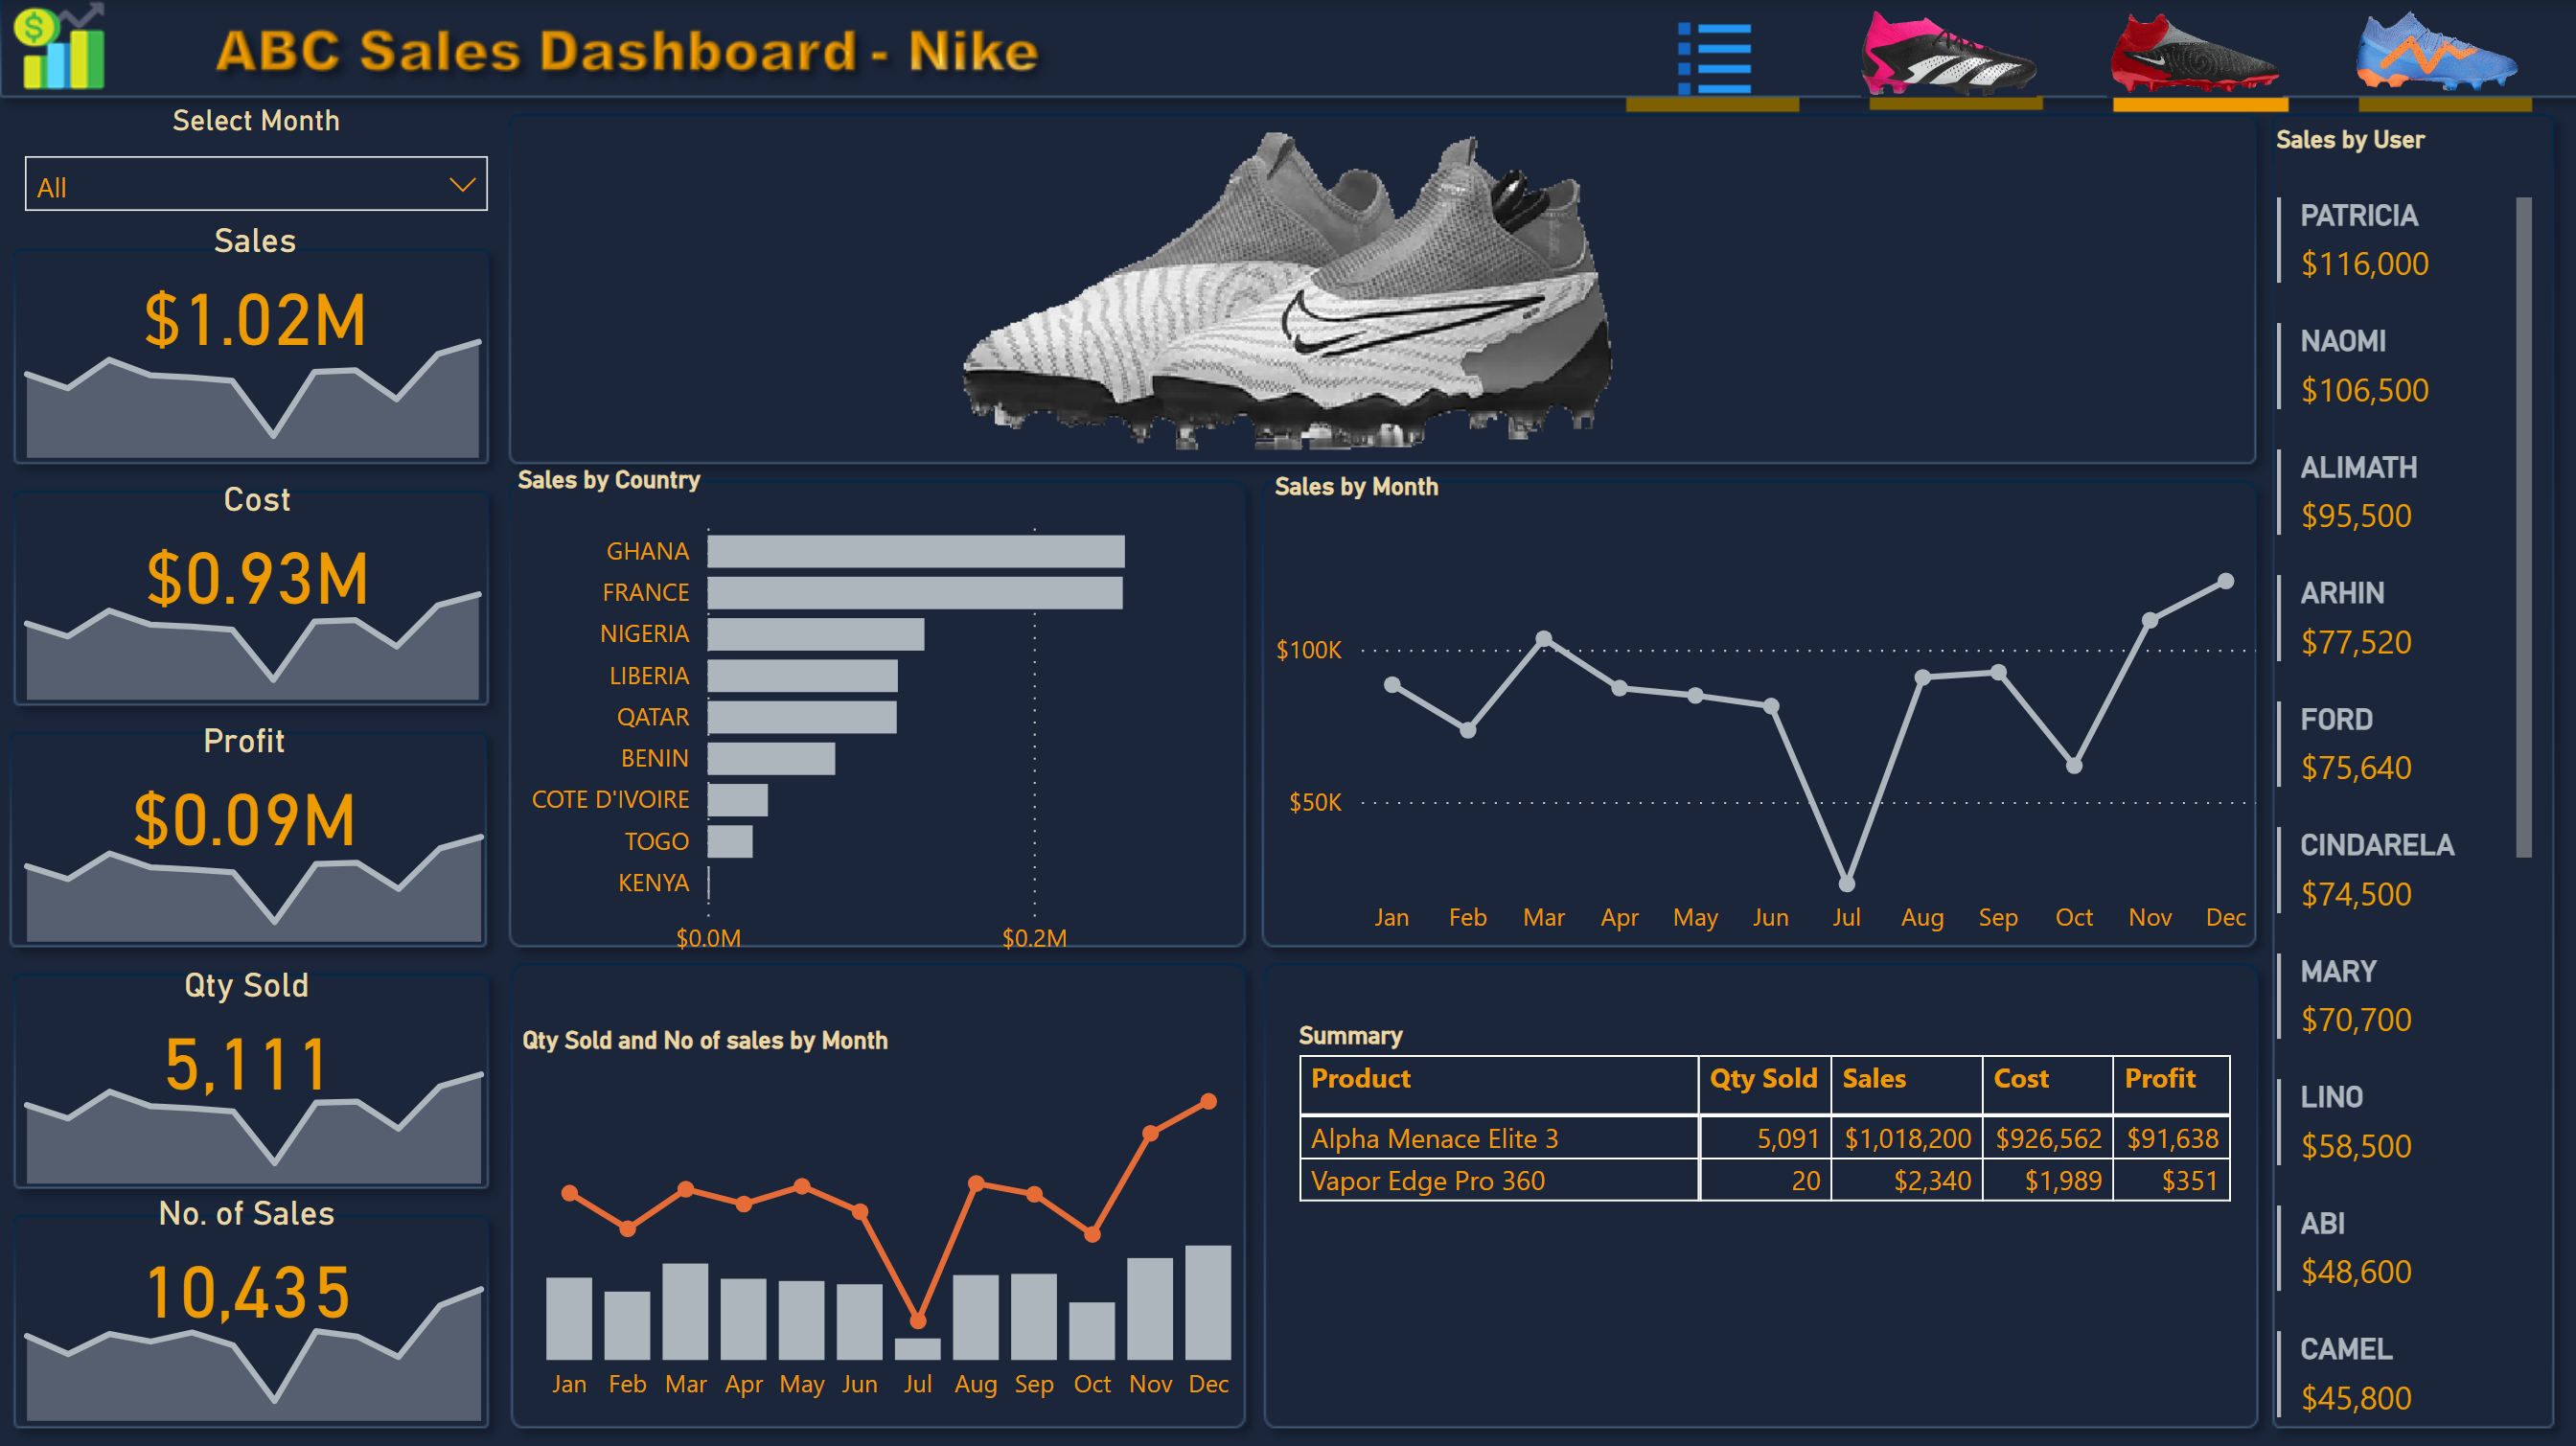 ABC Sales Dashboard - Nike
Select Month
All
Sales
$1.02M
Cost
$0.93M
Profit
$0.09M
Qty Sold
5,111
No. of Sales
10,435
Sales by Country
GHANA
FRANCE
NIGERIA
LIBERIA
QATAR
BENIN
COTE D'IVOIRE
TOGO
KENYA
$0.0M $0.2M
Sales by Month
$100K
$50K
Jan Feb Mar Apr May Jun Jul Aug Sep Oct Nov Dec
Qty Sold and No of sales by Month
Jan Feb Mar Apr May Jun Jul Aug Sep Oct Nov Dec
Summary
Product Qty Sold Sales Cost Profit
Alpha Menace Elite 3 5,091 $1,018,200 $926,562 $91,638
Vapor Edge Pro 360 20 $2,340 $1,989 $351
Sales by User
PATRICIA
$116,000
NAOMI
$106,500
ALIMATH
$95,500
ARHIN
$77,520
FORD
$75,640
CINDARELA
$74,500
MARY
$70,700
LINO
$58,500
ABI
$48,600
CAMEL
$45,800